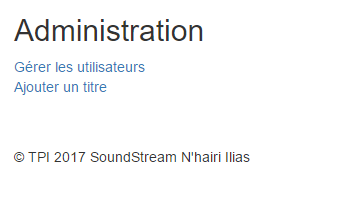 Administration
Gérer les utilisateurs
Ajouter un titre
© TPI 2017 SoundStream N'hairi Ilias